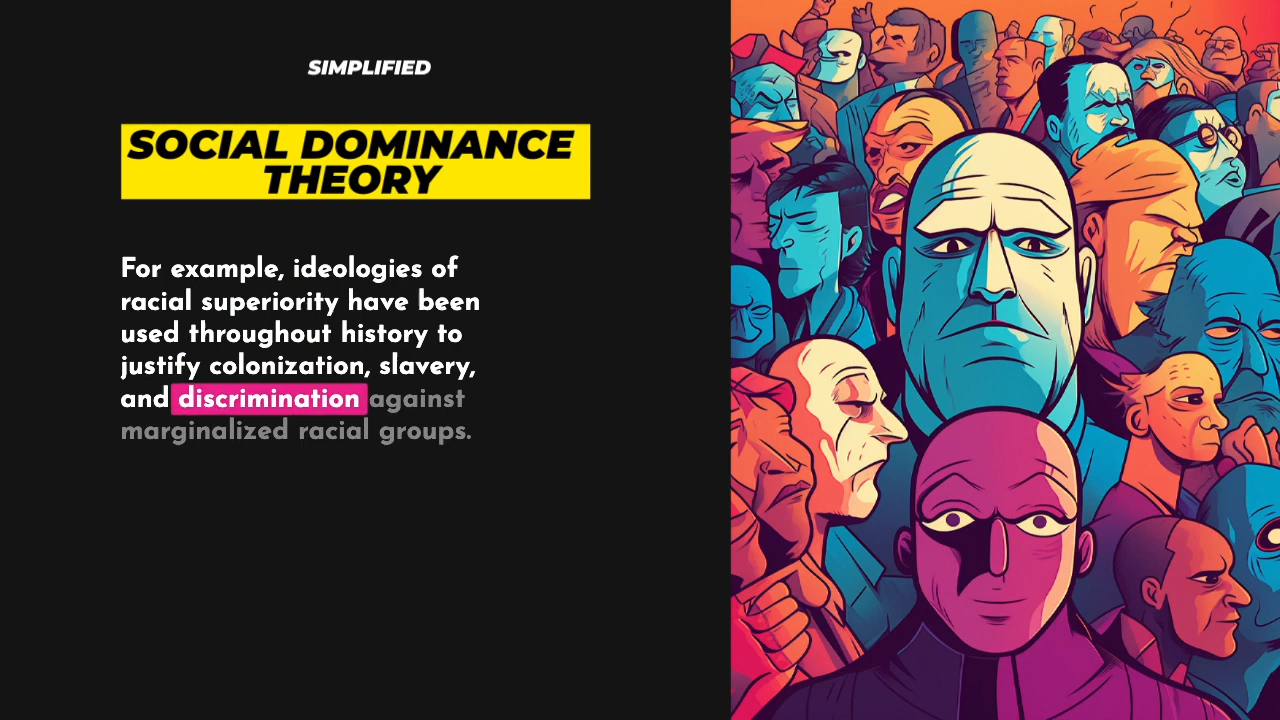 SIMPLIFIED
SOCIAL DOMINANCE
THEORY
For example, ideologies of
racial superiority have been
used throughout history to
justify colonization, slavery,
and discrimination against
marginalized racial groups.